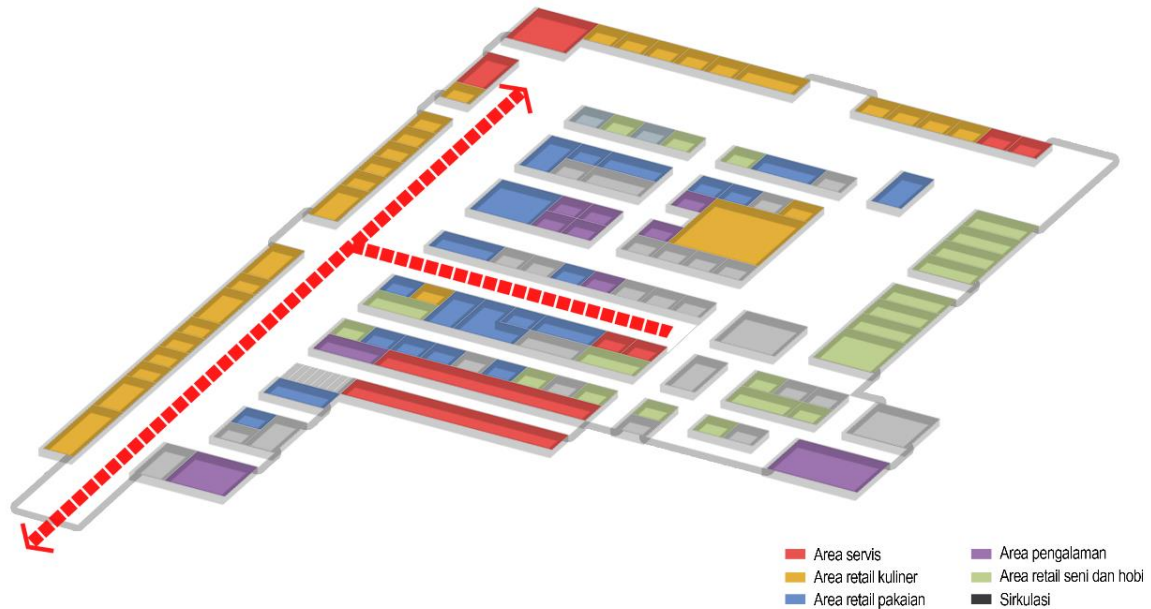 Area servis
Area retail kuliner
Area retail pakaian
Area pengalaman
Area retail seni dan hobi
Sirkulasi